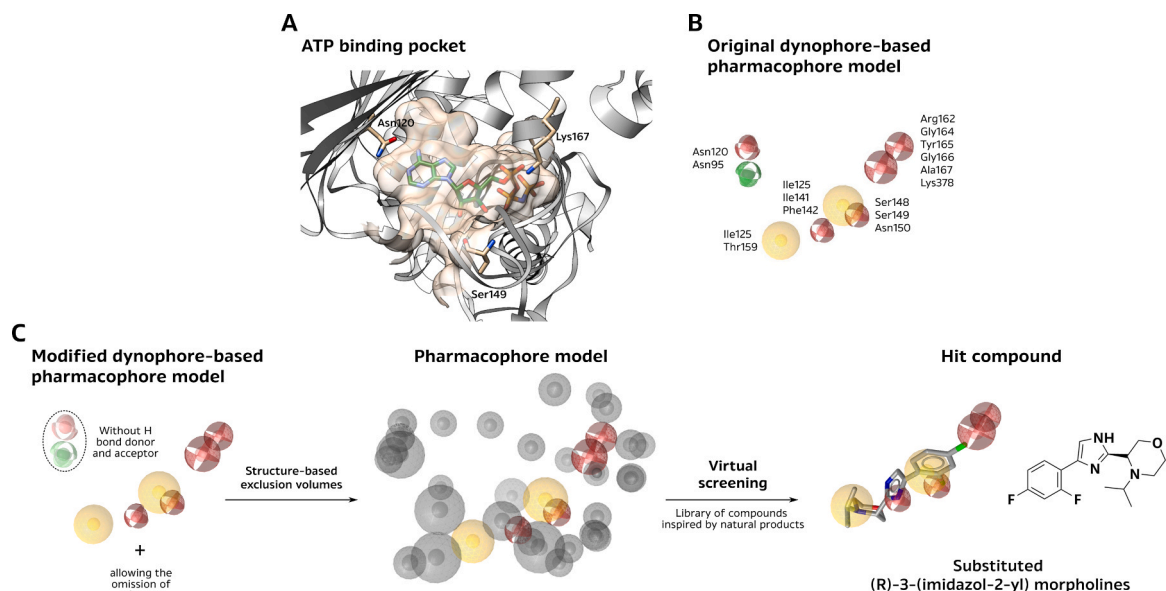 A
ATP binding pocket
Asn120
Lys167
Ser149
B
Original dynophore-based
pharmacophore model
Asn120
Asn95
Ile125
Thr159
Ile125
Ile141
Phe142
Arg162
Gly164
Tyr165
Gly166
Ala167
Lys378
Ser148
Ser149
Asn150
C
Modified dynophore-based
pharmacophore model
Without H
bond donor
and acceptor
+
allowing the
omission of
Structure-based
exclusion volumes
Pharmacophore model
Virtual
screening
Library of compounds
inspired by natural products
Hit compound
NH
N
O
N
F
F
Substituted
(R)-3-(imidazol-2-yl) morpholines